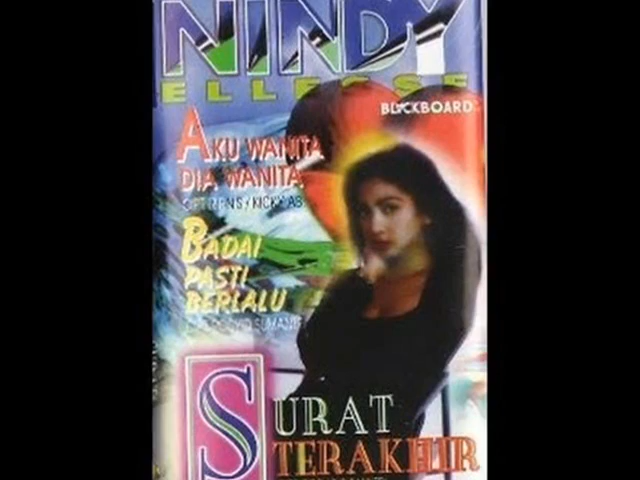 NINDY
ELLESSE
BLACKBOARD
AKU WANITA
DIA WANITA
BADAI
PASTI
BERLALU
SURAT
TERAKHIR